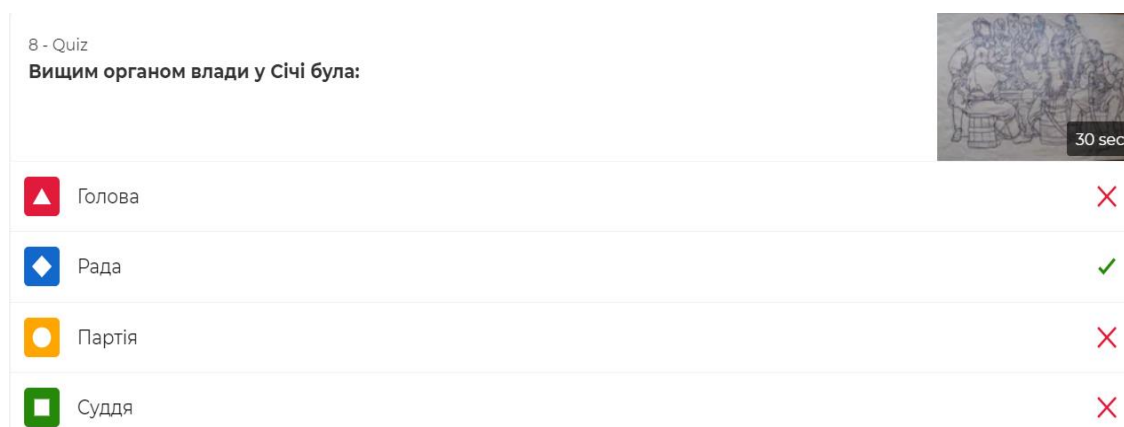 8 - Quiz
Вищим органом влади у Січі була:
30 sec
Голова
Рада
Партія
Суддя